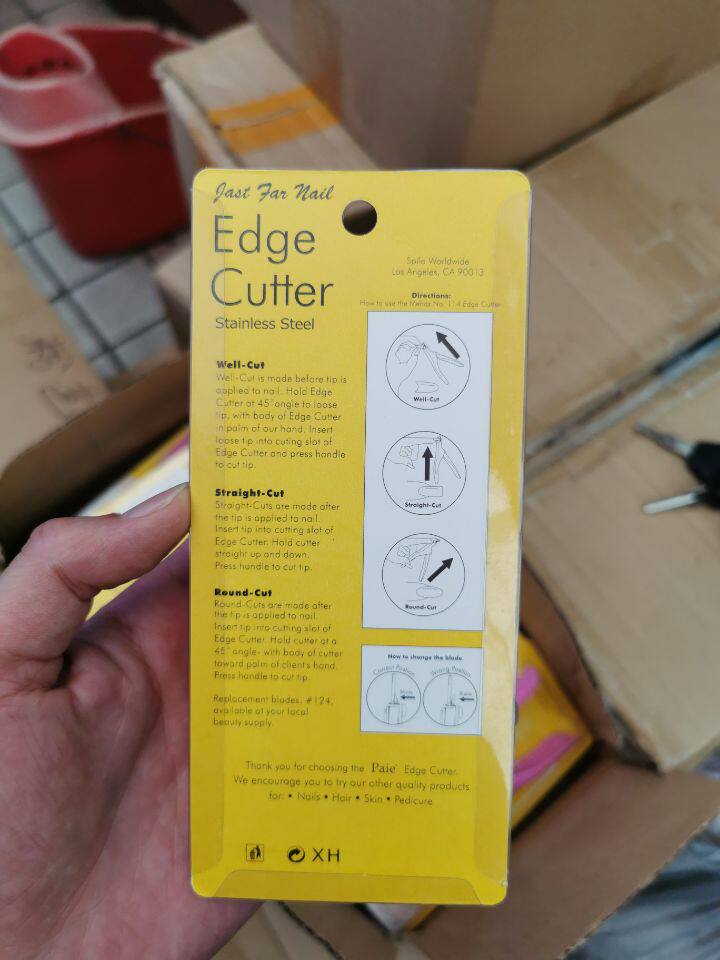 Jast Far Nail
Edge
Cutter
Stainless Steel
Spilo Worldwide
Los Angeles, CA 90013
Directions:
How to use the Mehaz No. 114 Edge Cutter
Well-Cut
Well-Cut is made before tip is
applied to nail. Hold Edge
Cutter at 45° angle to loose
tip, with body of Edge Cutter
in palm of our hand. Insert
loose tip into cuting slot of
Edge Cutter and press handle
to cut tip.
Straight-Cut
Straight-Cuts are made after
the tip is applied to nail.
Insert tip into cutting slot of
Edge Cutter. Hold cutter
straight up and down.
Press handle to cut tip.
Round-Cut
Round-Cuts are made after
the tip is applied to nail.
Insert tip into cutting slot of
Edge Cutter. Hold cutter at a
45° angle- with body of cutter
toward palm of client's hand.
Press handle to cut tip
Replacement blades, #124,
available at your local
beauty supply.
Well-Cut
Straight-Cut
Round-Cut
How to change the blade
Correct Position
Wrong Position
Blade
Blade
Thank you for choosing the Paie® Edge Cutter.
We encourage you to try our other quality products
for: • Nails • Hair • Skin • Pedicure
XH